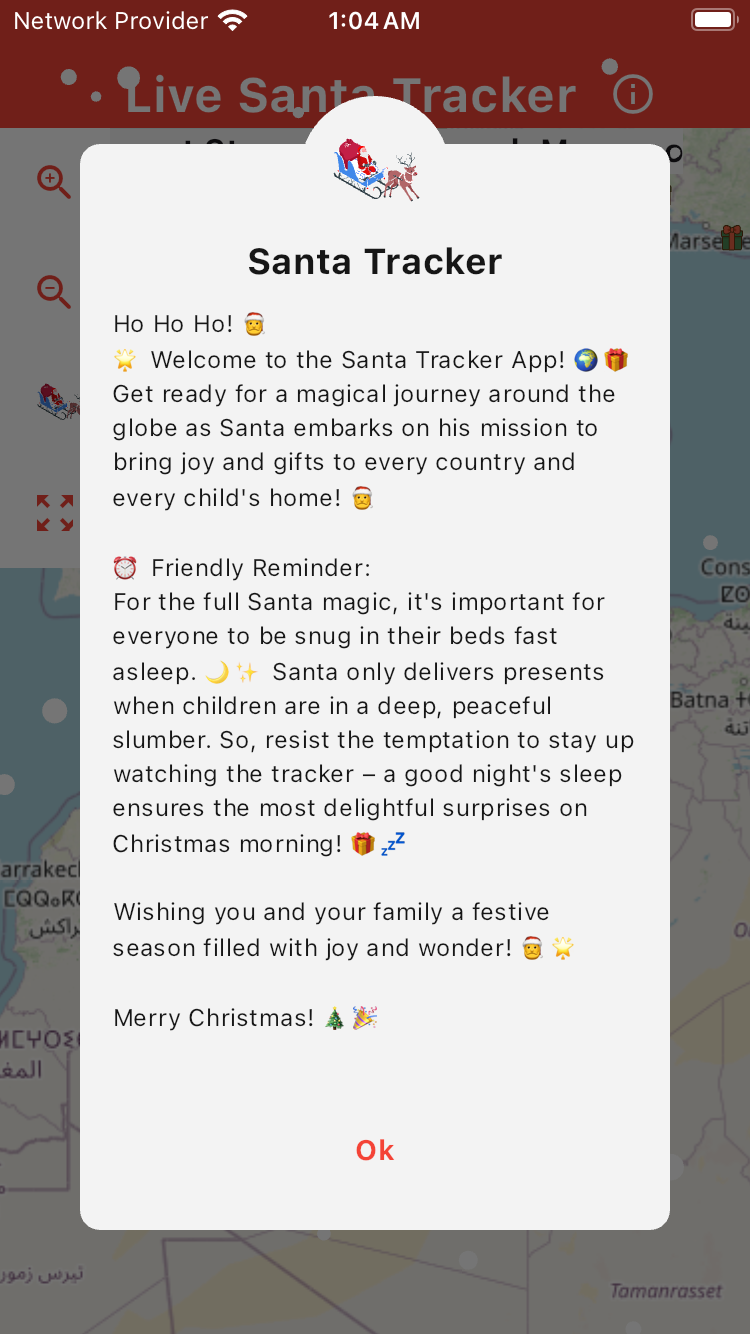 Network Provider 1:04 AM
Live Santa Tracker
Marse
Santa Tracker
Ho Ho Ho! 🎅
🌟 Welcome to the Santa Tracker App! 🌍🎁
Get ready for a magical journey around the
globe as Santa embarks on his mission to
bring joy and gifts to every country and
every child's home! 🎅
⏰ Friendly Reminder:
For the full Santa magic, it's important for
everyone to be snug in their beds fast
asleep. 🌙✨ Santa only delivers presents
when children are in a deep, peaceful
slumber. So, resist the temptation to stay up
watching the tracker – a good night's sleep
ensures the most delightful surprises on
Christmas morning! 🎁💤
Wishing you and your family a festive
season filled with joy and wonder! 🎅🌟
Merry Christmas! 🎄🎉
Ok
Cons
Batna
arrakec
راكش
المغ
تيرس زمور
Tamanrasset